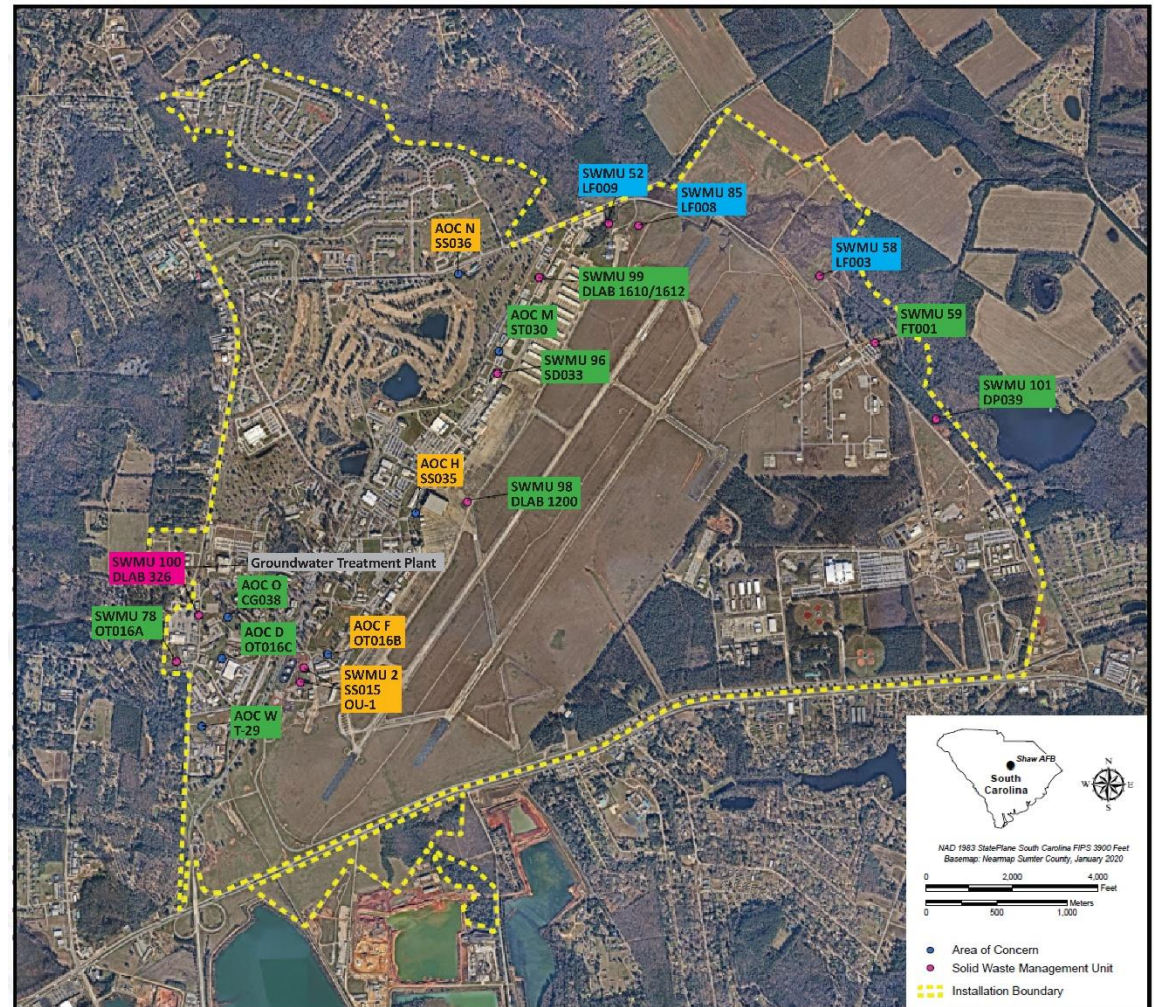 SWMU 52
LF009
SWMU 85
LF008
AOC N
SS036
SWMU 58
LF003
SWMU 99
DLAB 1610/1612
AOC M
ST030
SWMU 59
FT001
SWMU 96
SD033
SWMU 101
DP039
AOC H
SS035
SWMU 98
DLAB 1200
SWMU 100
DLAB 326
Groundwater Treatment Plant
AOC O
CG038
SWMU 78
OT016A
AOC D
OT016C
AOC F
OT016B
SWMU 2
SS015
OU-1
AOC W
T-29
Shaw AFB
South
Carolina
N
W
E
S
NAD 1983 StatePlane South Carolina FIPS 3900 Feet
Basemap: Nearmap Sumter County, January 2020
0 2,000 4,000
Feet
Meters
0 500 1,000
Area of Concern
Solid Waste Management Unit
Installation Boundary